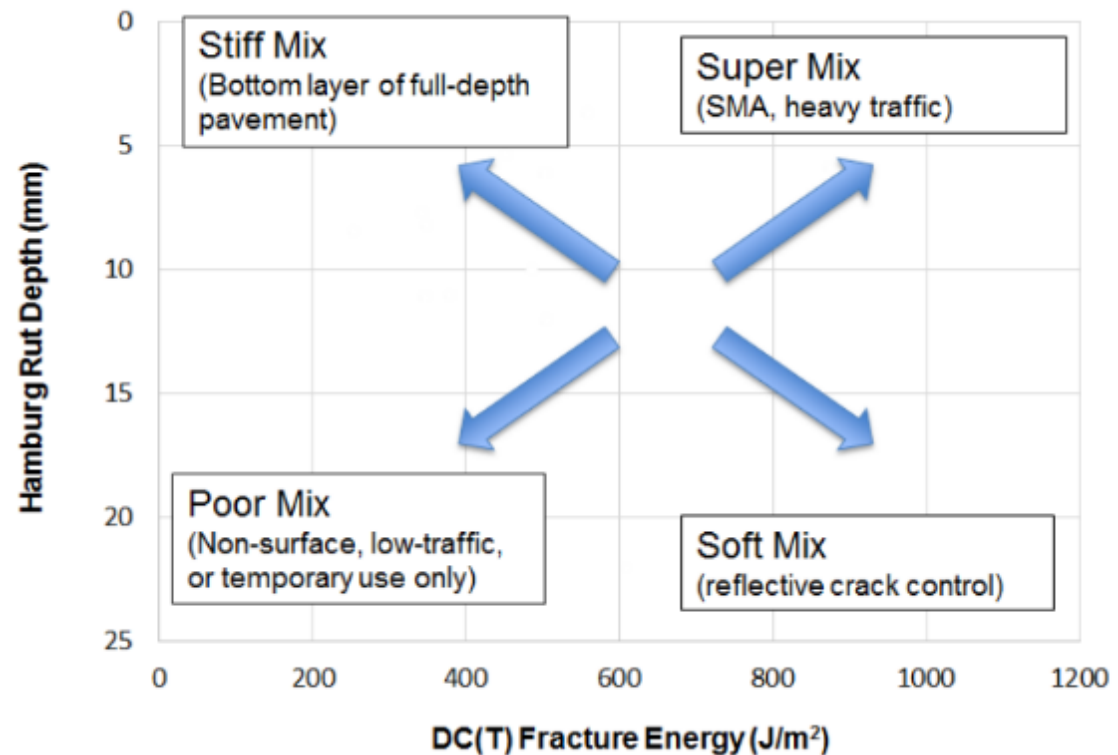 Hamburg Rut Depth (mm)
0
5
10
15
20
25
Stiff Mix
(Bottom layer of full-depth
pavement)
Super Mix
(SMA, heavy traffic)
Poor Mix
(Non-surface, low-traffic,
or temporary use only)
Soft Mix
(reflective crack control)
0 200 400 600 800 1000 1200
DC(T) Fracture Energy (J/m²)